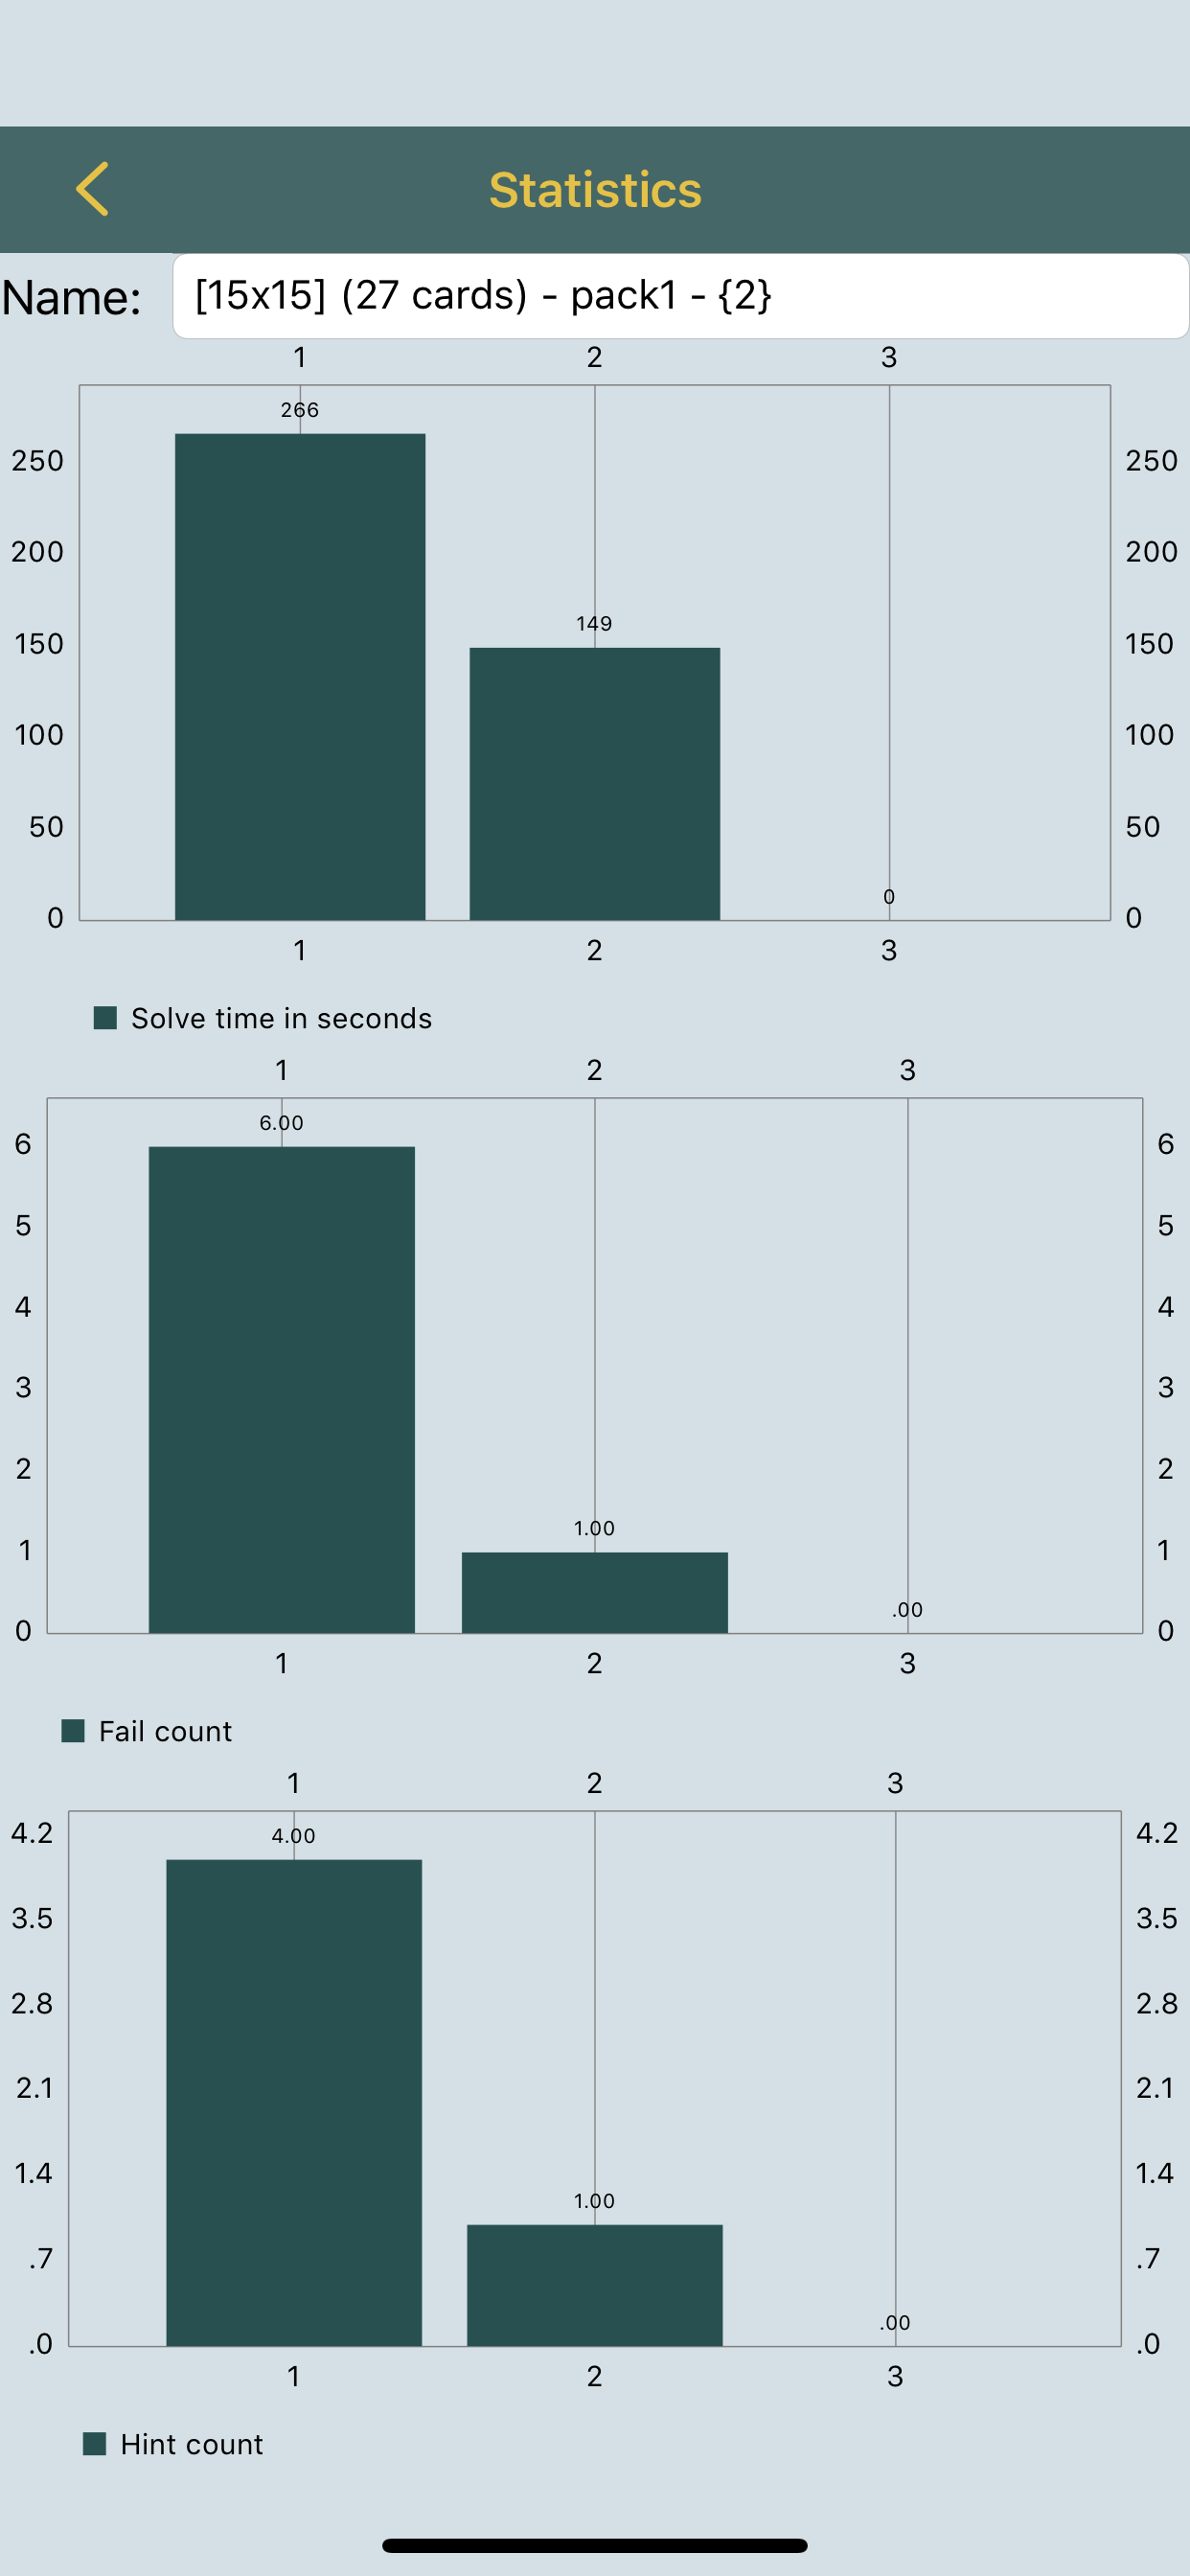 Statistics
Name: [15x15] (27 cards) - pack1 - {2}
1 2 3
266
250 250
200 200
149
150 150
100 100
50 50
0
0 0
1 2 3
Solve time in seconds
1 2 3
6.00
6 6
5 5
4 4
3 3
2 2
1.00
1 1
.00
0 0
1 2 3
Fail count
1 2 3
4.2 4.2
4.00
3.5 3.5
2.8 2.8
2.1 2.1
1.4 1.4
1.00
.7 .7
.00
.0 .0
1 2 3
Hint count